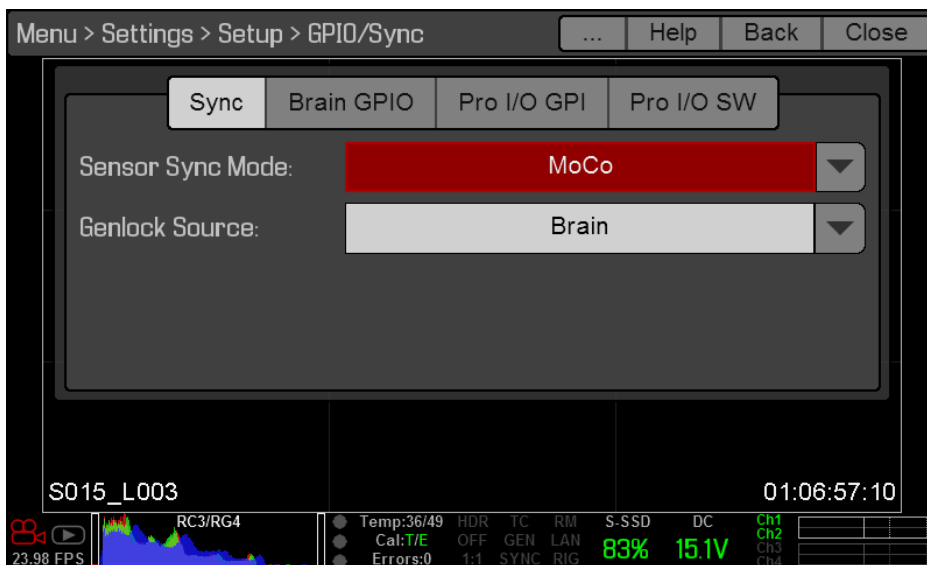 Menu > Settings > Setup > GPIO/Sync ... Help Back Close
Sync Brain GPIO Pro I/O GPI Pro I/O SW
Sensor Sync Mode: MoCo
Genlock Source: Brain
S015_L003 01:06:57:10
RC3/RG4 Temp:36/49 HDR TC RM S-SSD DC Ch1
Cal:T/E OFF GEN LAN 83% 15.1V Ch2
23.98 FPS Errors:0 1:1 SYNC RIG Ch3
Ch4